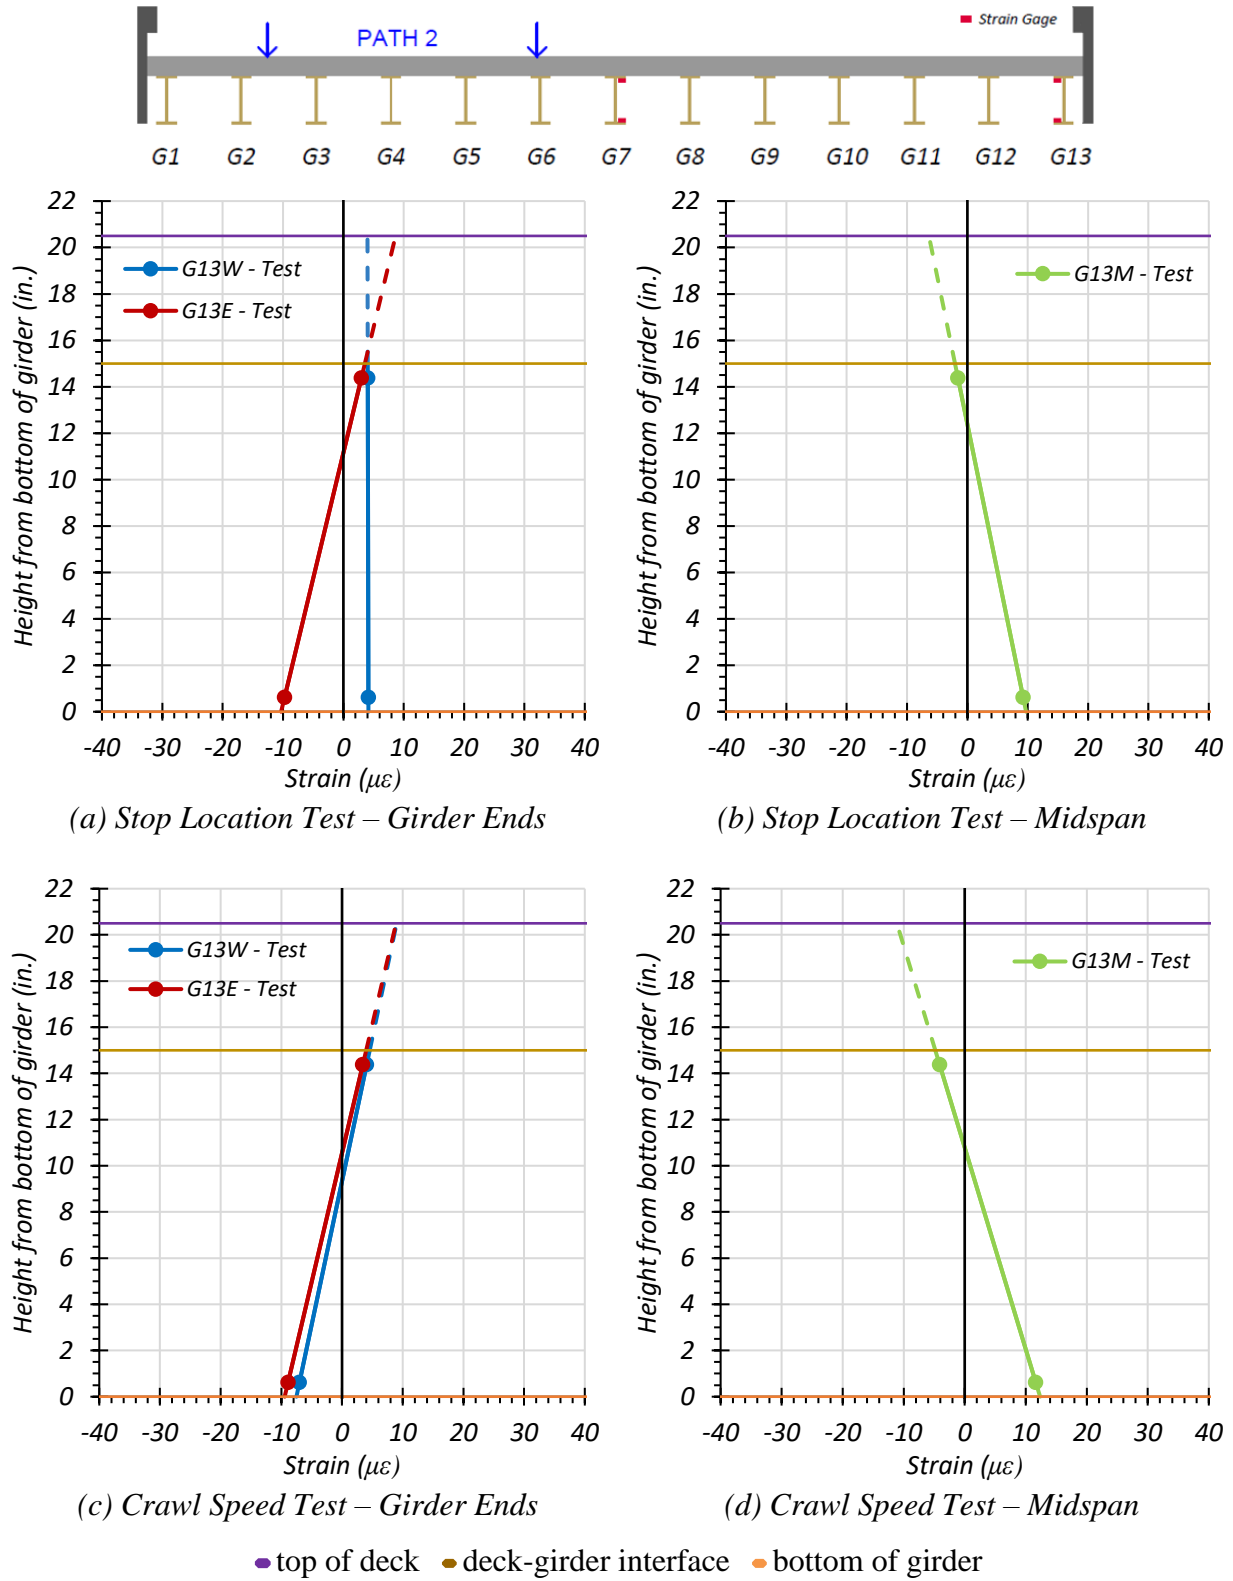 Strain Gage
PATH 2
G1 G2 G3 G4 G5 G6 G7 G8 G9 G10 G11 G12 G13
Height from bottom of girder (in.)
22
20
18
16
14
12
10
8
6
4
2
0
G13W - Test
G13E - Test
-40 -30 -20 -10 0 10 20 30 40
Strain (με)
(a) Stop Location Test – Girder Ends
Height from bottom of girder (in.)
22
20
18
16
14
12
10
8
6
4
2
0
G13M - Test
-40 -30 -20 -10 0 10 20 30 40
Strain (με)
(b) Stop Location Test – Midspan
Height from bottom of girder (in.)
22
20
18
16
14
12
10
8
6
4
2
0
G13W - Test
G13E - Test
-40 -30 -20 -10 0 10 20 30 40
Strain (με)
(c) Crawl Speed Test – Girder Ends
Height from bottom of girder (in.)
22
20
18
16
14
12
10
8
6
4
2
0
G13M - Test
-40 -30 -20 -10 0 10 20 30 40
Strain (με)
(d) Crawl Speed Test – Midspan
top of deck deck-girder interface bottom of girder